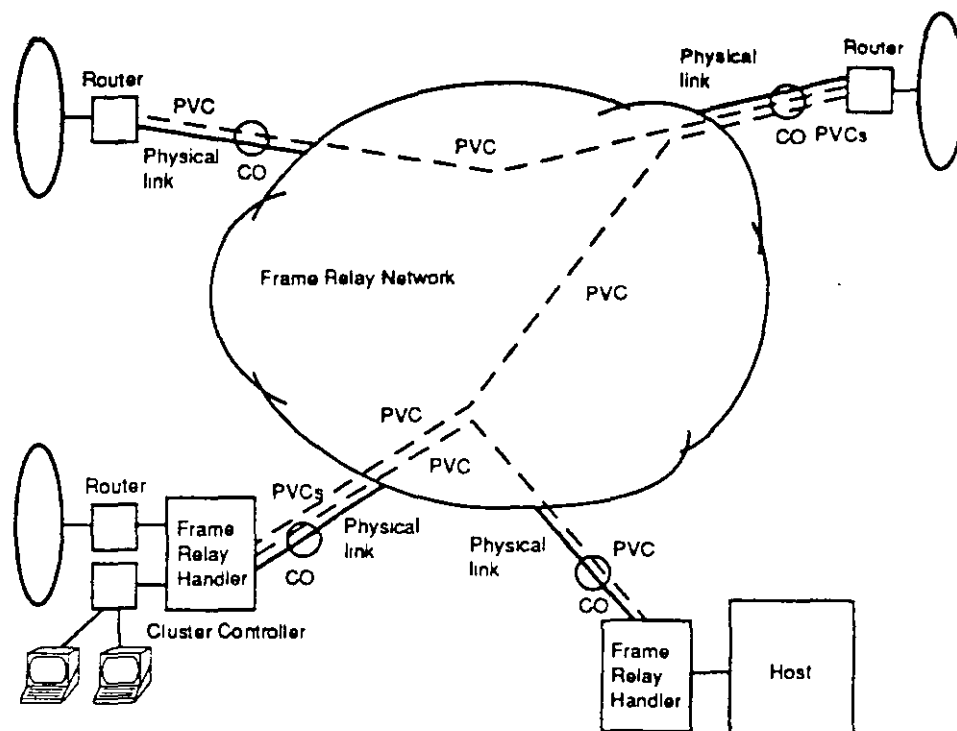 Physical
link
Router
Router
PVC
Physical
link
CO
PVC
CO
PVCs
Frame Relay Network
PVC
PVC
PVC
Router
PVCs
Physical
link
CO
Frame
Relay
Handler
Cluster Controller
Physical
link
PVC
CO
Frame
Relay
Handler
Host